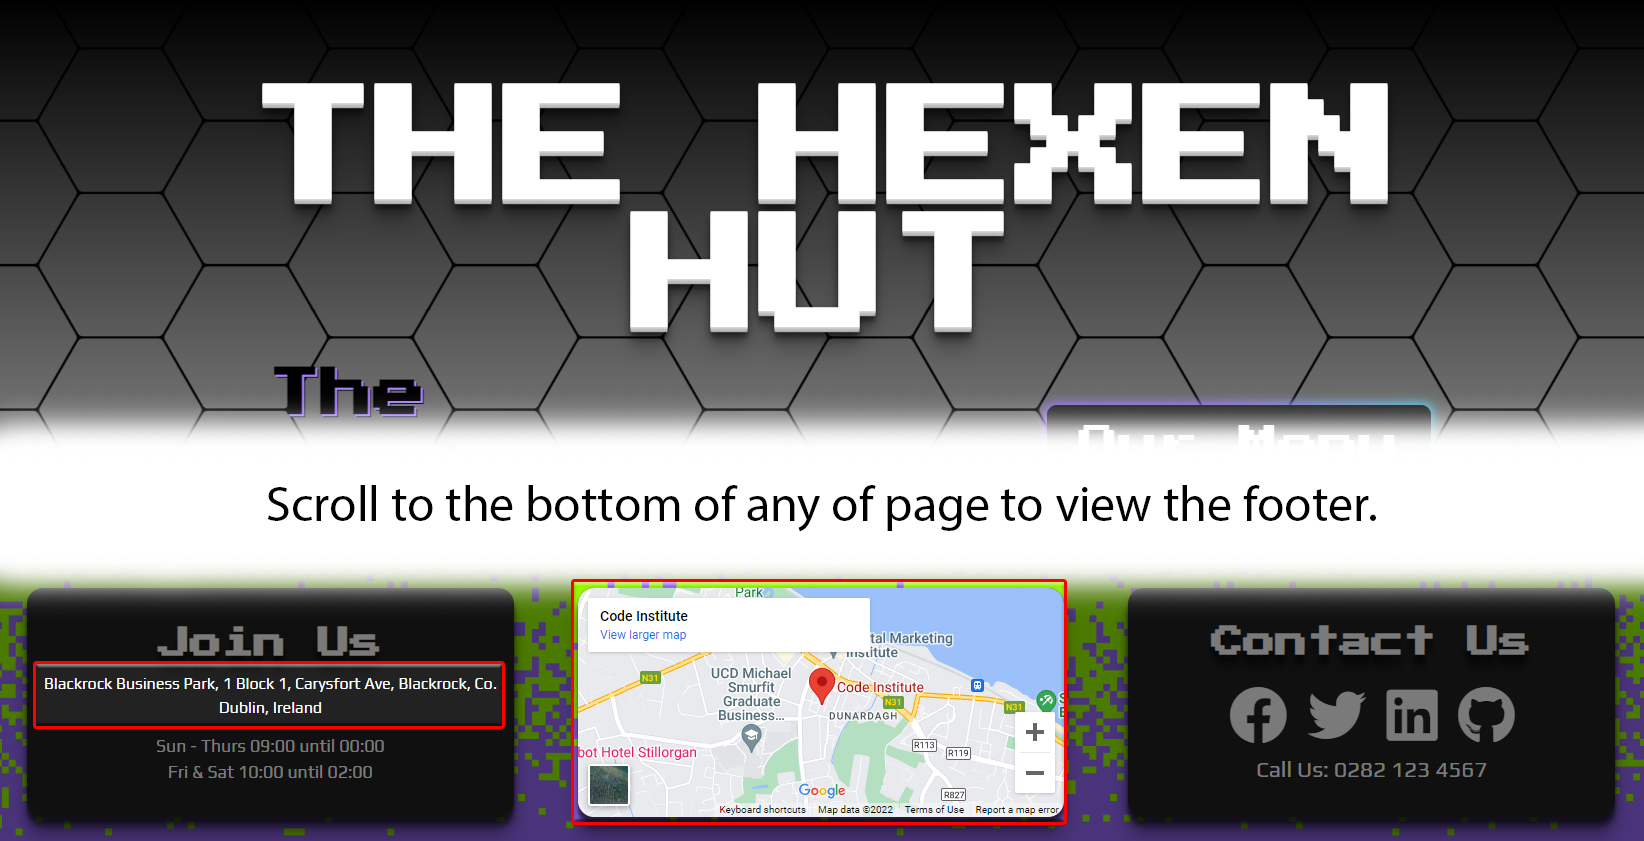 THE HEXEN
HUT
The
Our Menu
Scroll to the bottom of any of page to view the footer.
Join Us
Blackrock Business Park, 1 Block 1, Carysfort Ave, Blackrock, Co.
Dublin, Ireland
Sun - Thurs 09:00 until 00:00
Fri & Sat 10:00 until 02:00
Park
Code Institute
View larger map
tal Marketing
Institute
N31
UCD Michael
Smurfit
Graduate
Business...
Code Institute
N31
N31
DUNARDAGH
R113
R119
bot Hotel Stillorgan
R827
Google
Keyboard shortcuts
Map data ©2022
Terms of Use
Report a map error
Contact Us
Call Us: 0282 123 4567